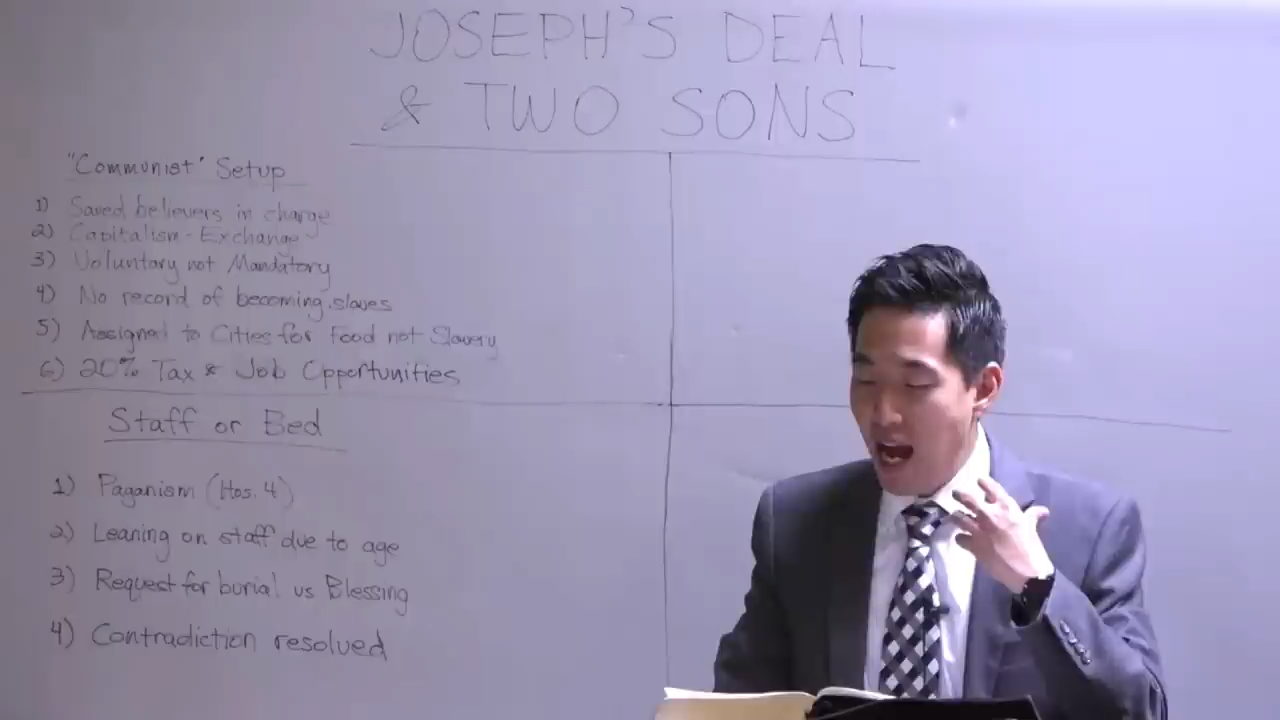 JOSEPH'S DEAL
& TWO SONS
"Communist" Setup
1) Saved believers in charge
2) Capitalism - Exchange
3) Voluntary not Mandatory
4) No record of becoming slaves
5) Assigned to Cities for Food not Slavery
6) 20% Tax & Job Opportunities
Staff or Bed
1) Paganism (Hos. 4)
2) Leaning on staff due to age
3) Request for burial vs Blessing
4) Contradiction resolved